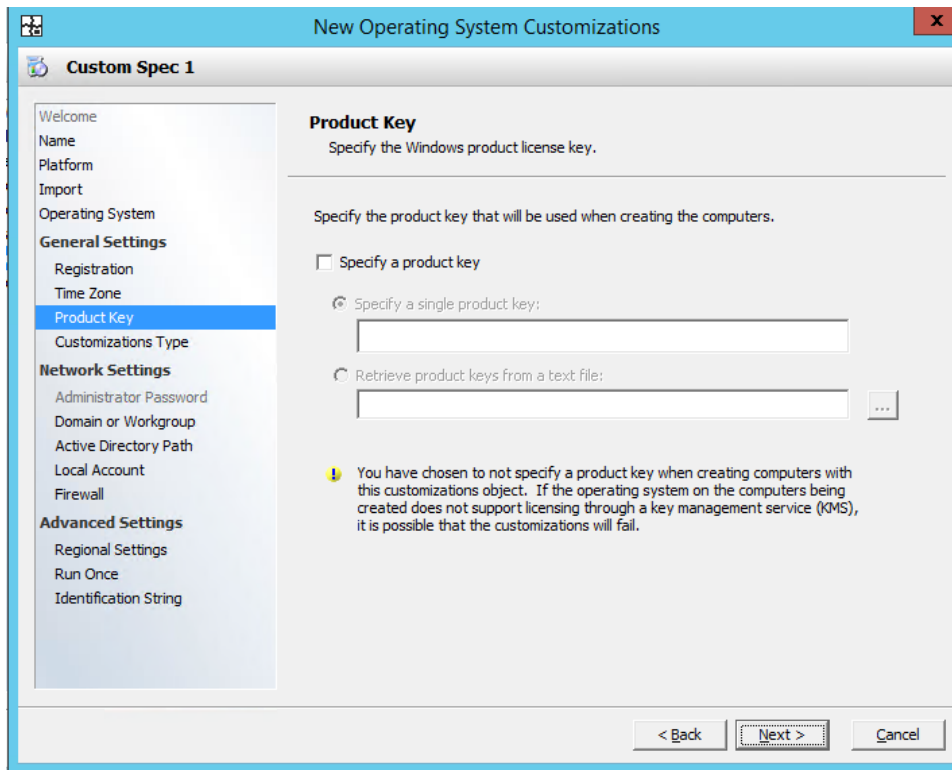 New Operating System Customizations
x
Custom Spec 1
Welcome
Name
Platform
Import
Operating System
General Settings
Registration
Time Zone
Product Key
Customizations Type
Network Settings
Administrator Password
Domain or Workgroup
Active Directory Path
Local Account
Firewall
Advanced Settings
Regional Settings
Run Once
Identification String
Product Key
Specify the Windows product license key.
Specify the product key that will be used when creating the computers.
Specify a product key
Specify a single product key:
Retrieve product keys from a text file:
...
You have chosen to not specify a product key when creating computers with
this customizations object.  If the operating system on the computers being
created does not support licensing through a key management service (KMS),
it is possible that the customizations will fail.
< Back
Next >
Cancel